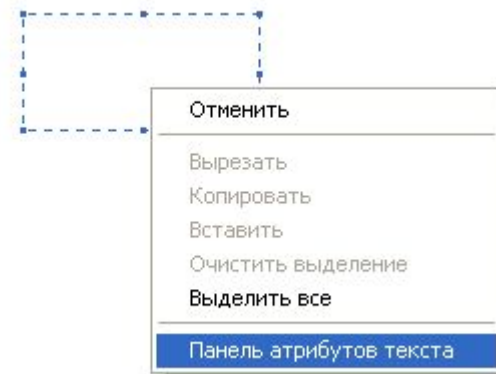 Отменить
Вырезать
Копировать
Вставить
Очистить выделение
Выделить все
Панель атрибутов текста